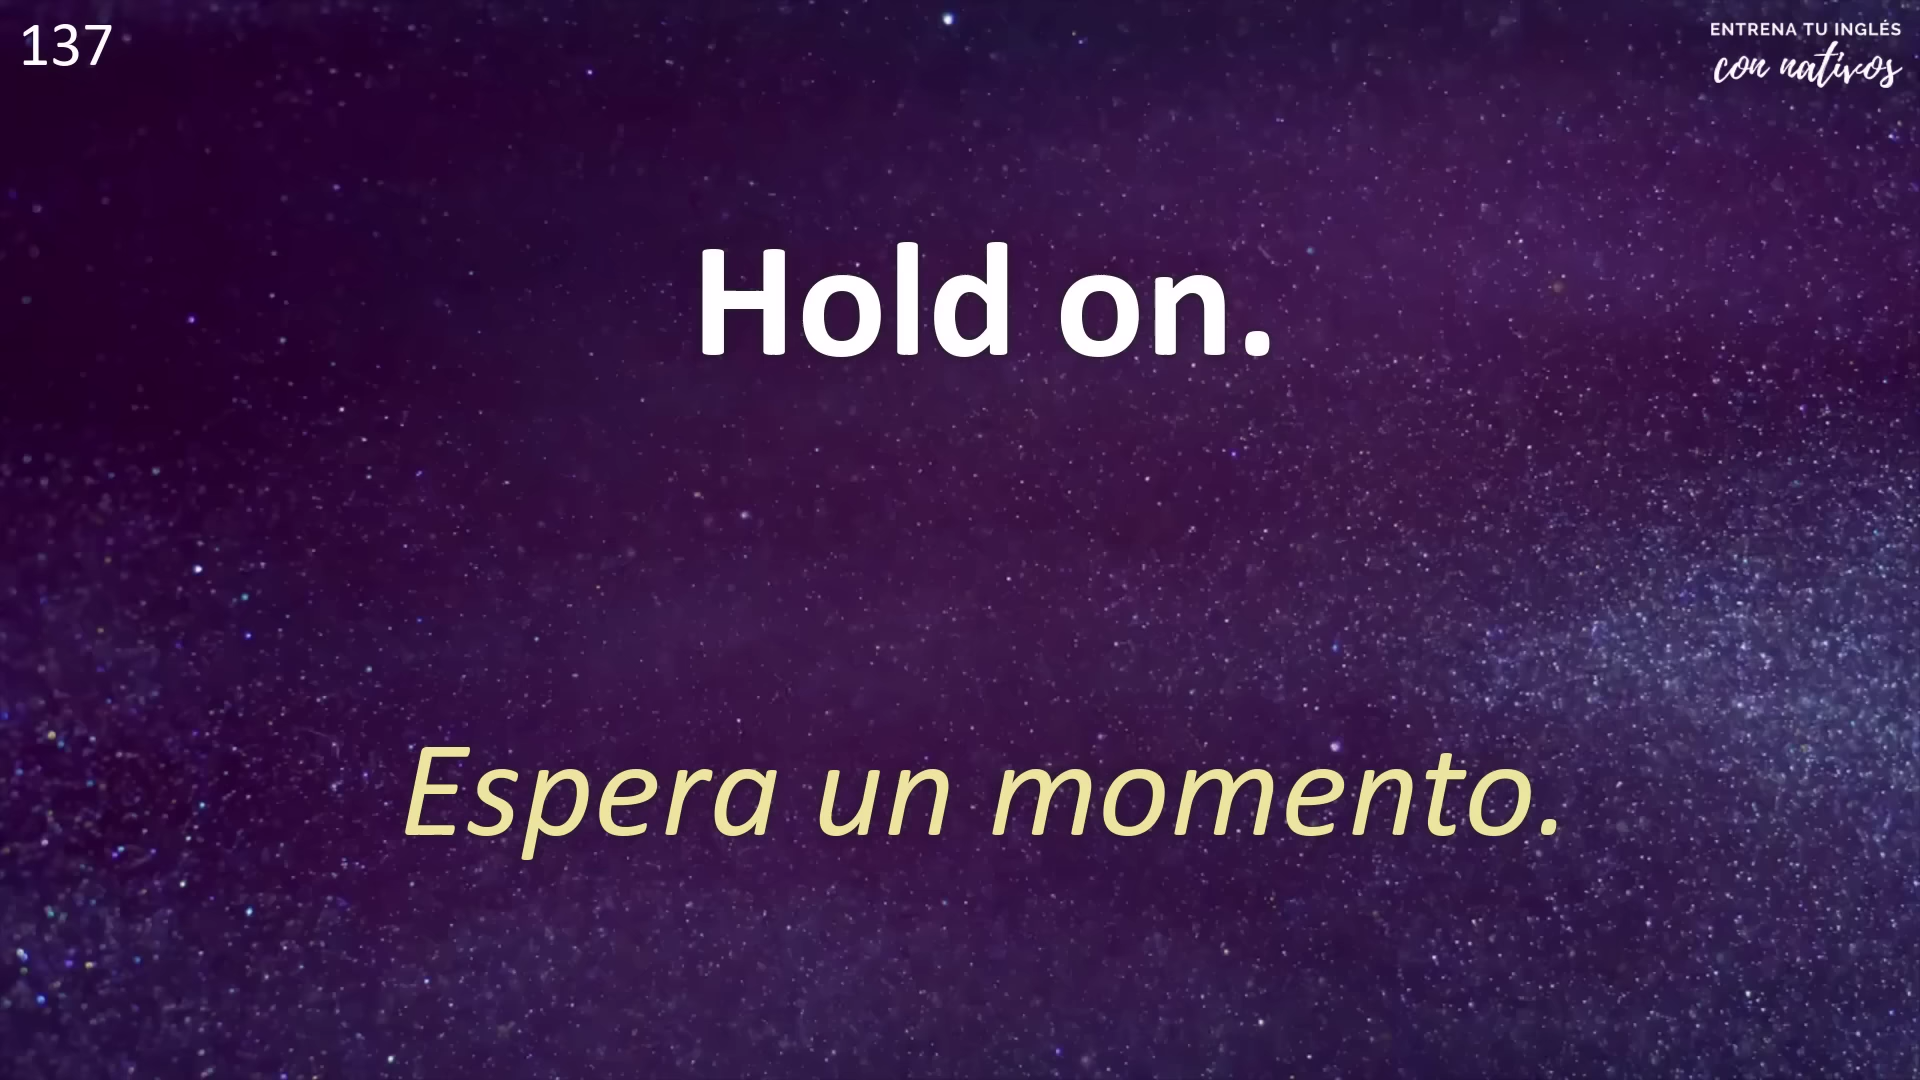 137
ENTRENA TU INGLÉS
con nativos
Hold on.
Espera un momento.